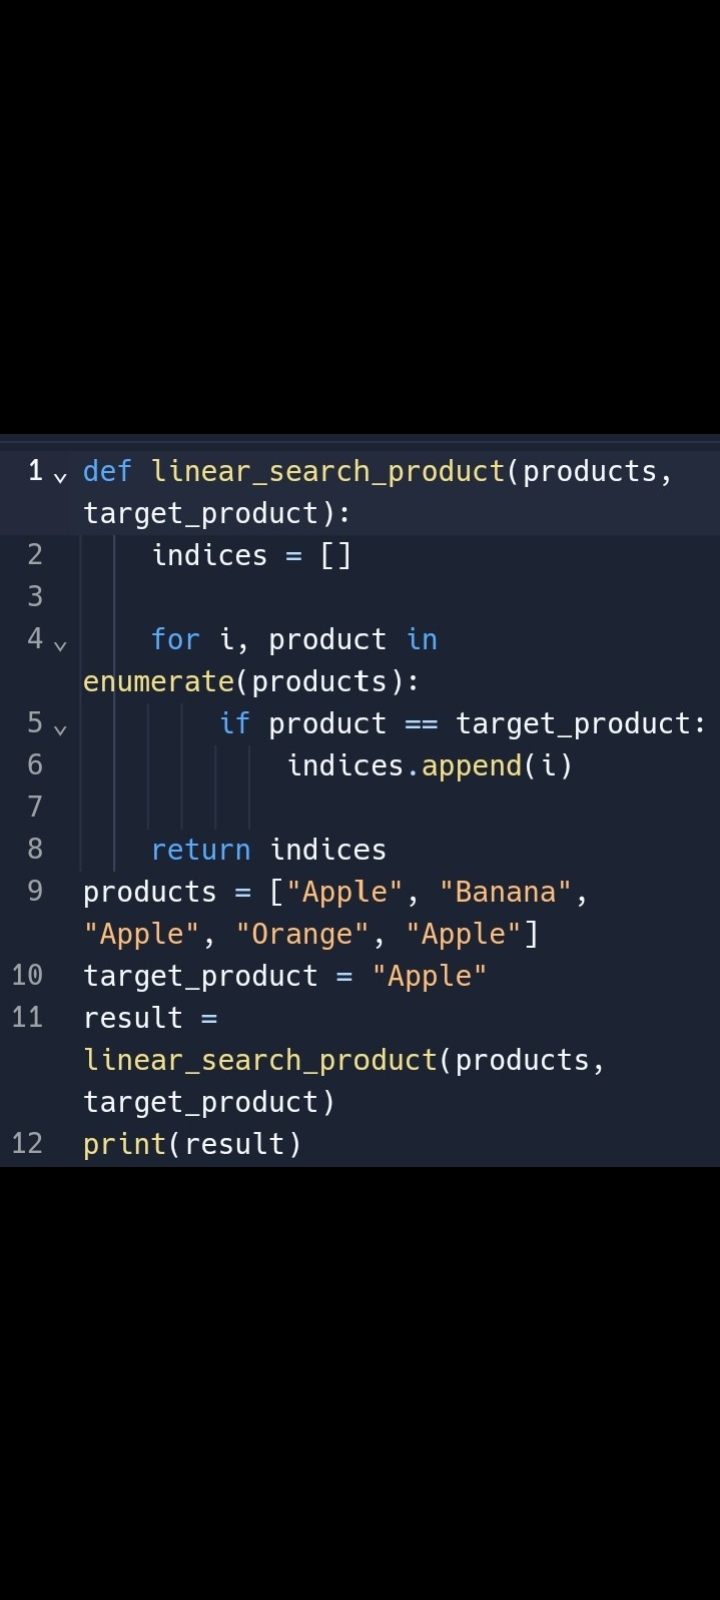 1 def linear_search_product(products,
target_product):
2 indices = []
3
4 for i, product in
enumerate(products):
5 if product == target_product:
6 indices.append(i)
7
8 return indices
9 products = ["Apple", "Banana",
"Apple", "Orange", "Apple"]
10 target_product = "Apple"
11 result =
linear_search_product(products,
target_product)
12 print(result)